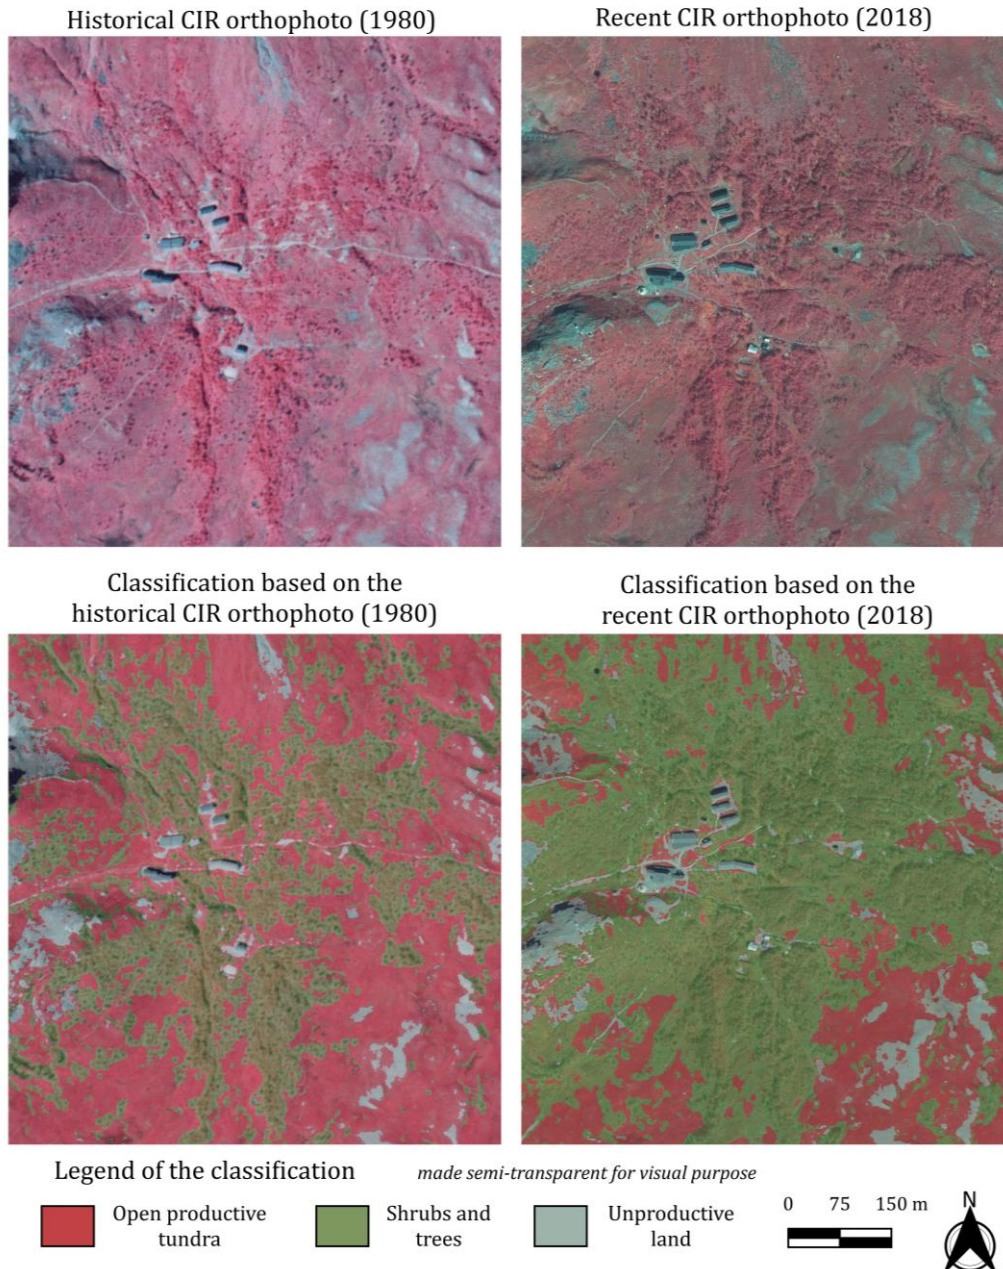 Historical CIR orthophoto (1980)
Recent CIR orthophoto (2018)
Classification based on the
historical CIR orthophoto (1980)
Classification based on the
recent CIR orthophoto (2018)
Legend of the classification
made semi-transparent for visual purpose
Open productive
tundra
Shrubs and
trees
Unproductive
land
0 75 150 m
N